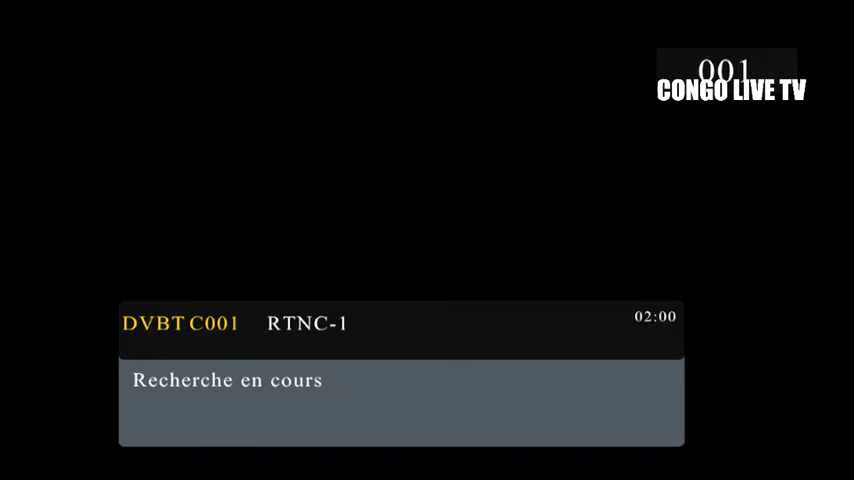 001
CONGO LIVE TV
DVBT C001 RTNC-1 02:00
Recherche en cours